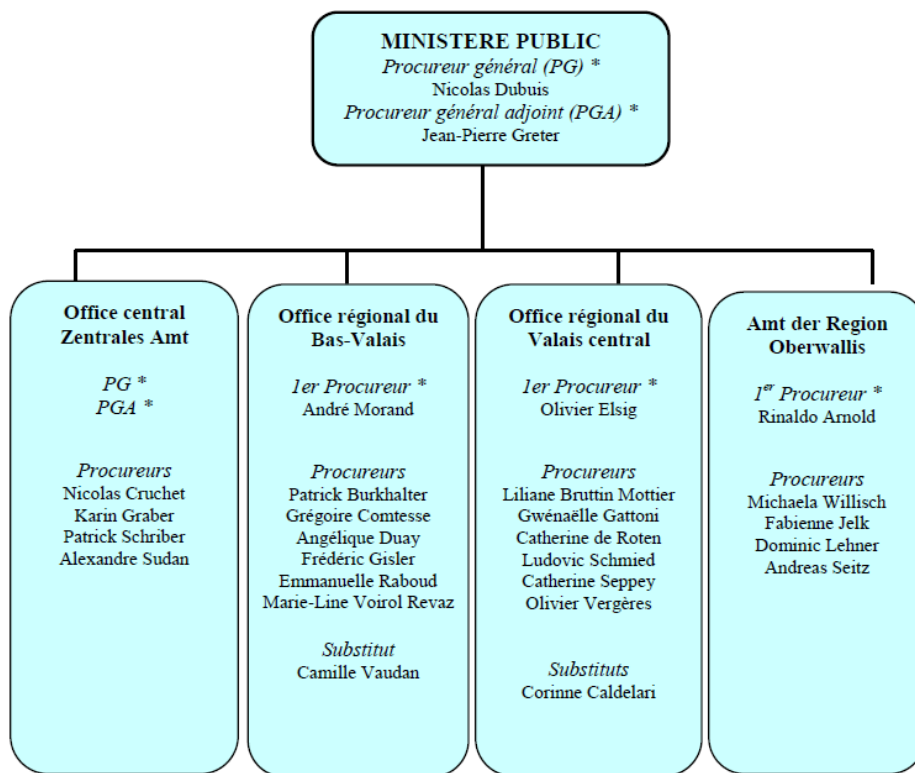 MINISTERE PUBLIC
Procureur général (PG) *
Nicolas Dubuis
Procureur général adjoint (PGA) *
Jean-Pierre Greter
Office central
Zentrales Amt
PG *
PGA *
Procureurs
Nicolas Cruchet
Karin Graber
Patrick Schriber
Alexandre Sudan
Office régional du
Bas-Valais
1er Procureur *
André Morand
Procureurs
Patrick Burkhalter
Grégoire Comtesse
Angélique Duay
Frédéric Gisler
Emmanuelle Raboud
Marie-Line Voirol Revaz
Substitut
Camille Vaudan
Office régional du
Valais central
1er Procureur *
Olivier Elsig
Procureurs
Liliane Bruttin Mottier
Gwénaëlle Gattoni
Catherine de Roten
Ludovic Schmied
Catherine Seppey
Olivier Vergères
Substituts
Corinne Caldelari
Amt der Region
Oberwallis
1er Procureur *
Rinaldo Arnold
Procureurs
Michaela Willisch
Fabienne Jelk
Dominic Lehner
Andreas Seitz